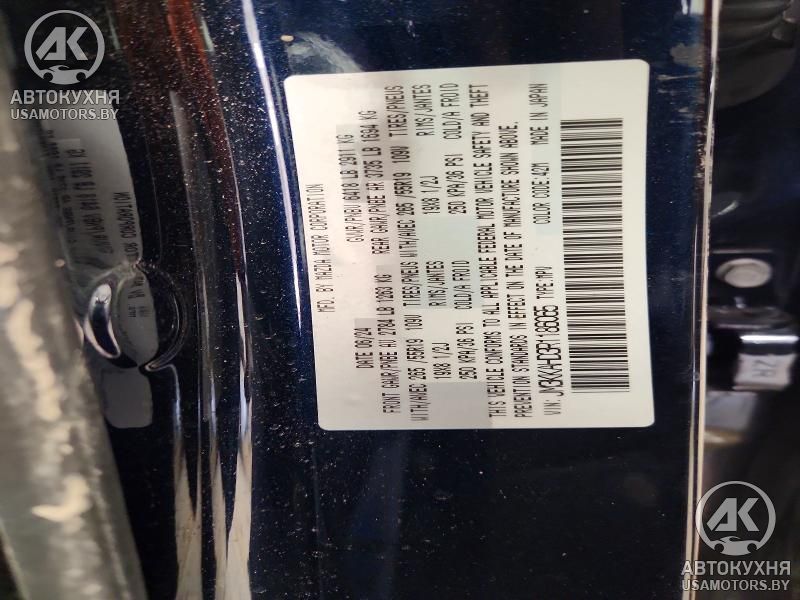 АК
АВТОКУХНЯ
USAMOTORS.BY
MFD. BY MAZDA MOTOR CORPORATION
DATE 06/24 GVWR/PNBV 6418 LB 2911 KG
FRONT GAWR/PNBE AV 2784 LB 1263 KG REAR GAWR/PNBE AR 3735 LB 1694 KG
WITH/AVEC 265/55R19 109V TIRES/PNEUS WITH/AVEC 265/55R19 109V TIRES/PNEUS
19X8 1/2J RIMS/JANTES 19X8 1/2J RIMS/JANTES
250 KPA/36 PSI COLD/A FROID 250 KPA/36 PSI COLD/A FROID
THIS VEHICLE CONFORMS TO ALL APPLICABLE FEDERAL MOTOR VEHICLE SAFETY AND THEFT
PREVENTION STANDARDS IN EFFECT ON THE DATE OF MANUFACTURE SHOWN ABOVE.
VIN: JM3KKAHD3R1186065 TYPE:MPV
COLOR CODE:42M MADE IN JAPAN
АК
АВТОКУХНЯ
USAMOTORS.BY